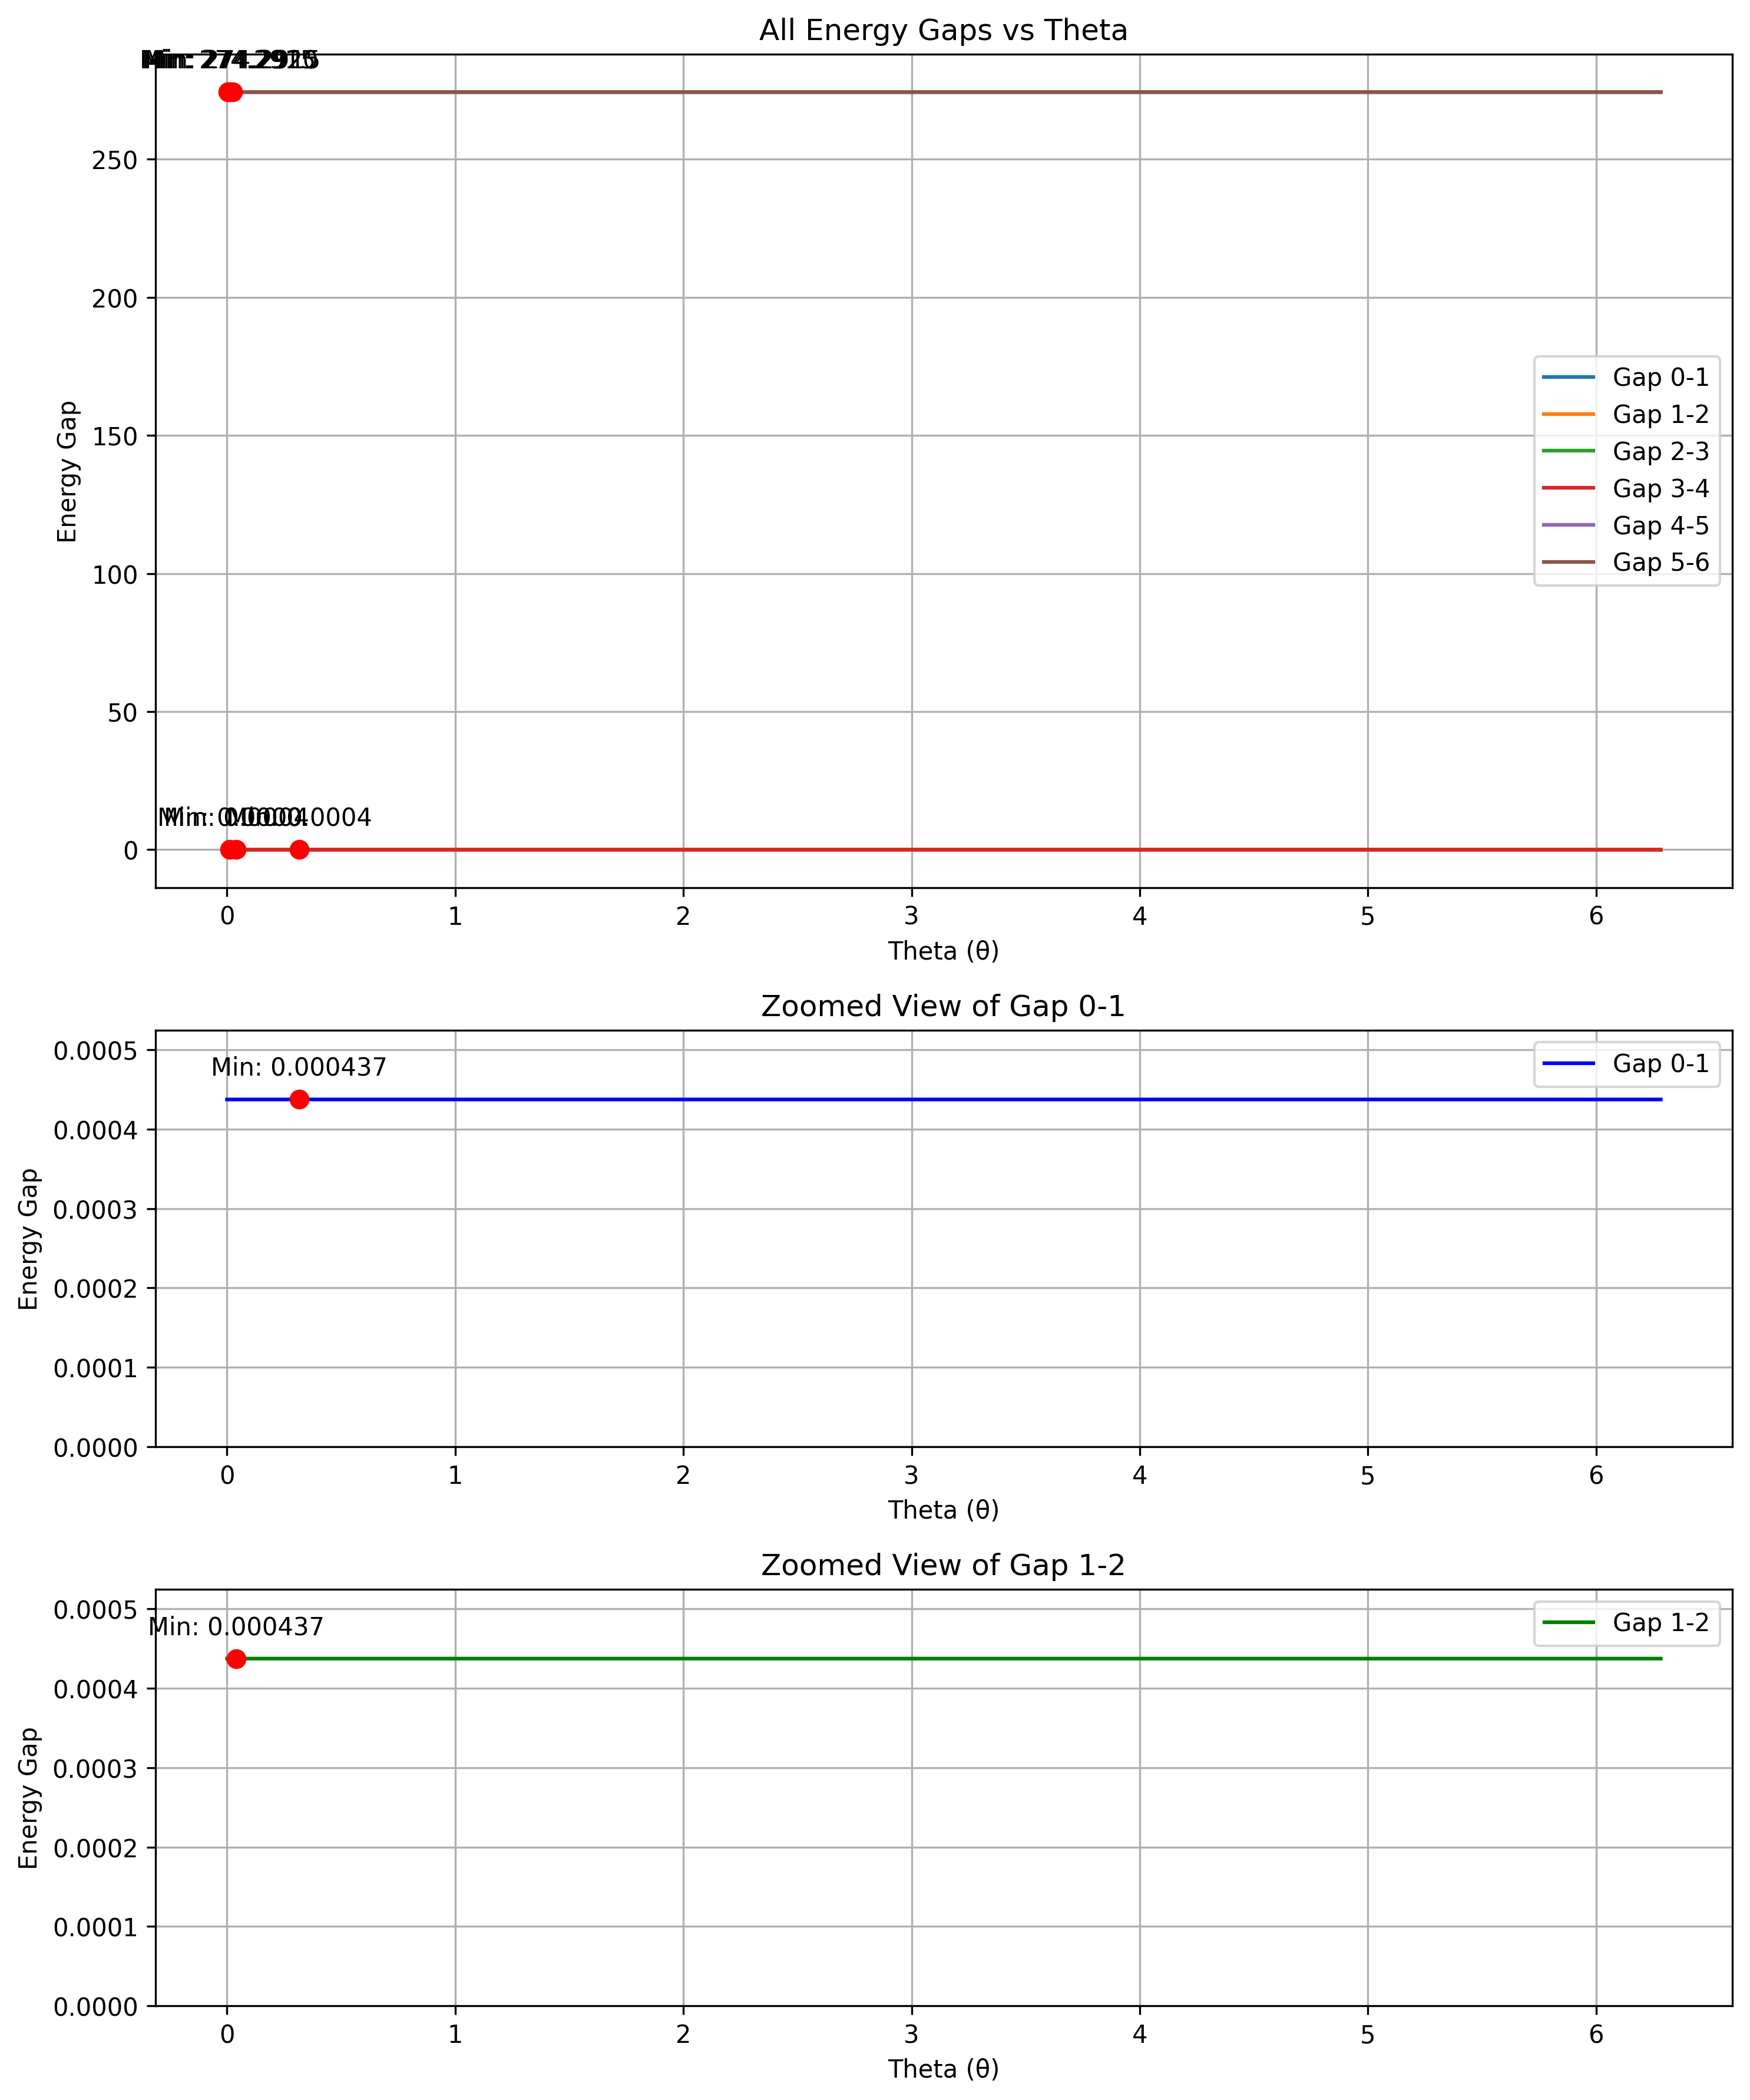 All Energy Gaps vs Theta
Min:
250
200
150
100
50
0
Energy Gap
Gap 0-1
Gap 1-2
Gap 2-3
Gap 3-4
Gap 4-5
Gap 5-6
Min:
0 1 2 3 4 5 6
Theta (θ)
Zoomed View of Gap 0-1
Min: 0.000437
Gap 0-1
0.0005
0.0004
0.0003
0.0002
0.0001
0.0000
Energy Gap
0 1 2 3 4 5 6
Theta (θ)
Zoomed View of Gap 1-2
Min: 0.000437
Gap 1-2
0.0005
0.0004
0.0003
0.0002
0.0001
0.0000
Energy Gap
0 1 2 3 4 5 6
Theta (θ)